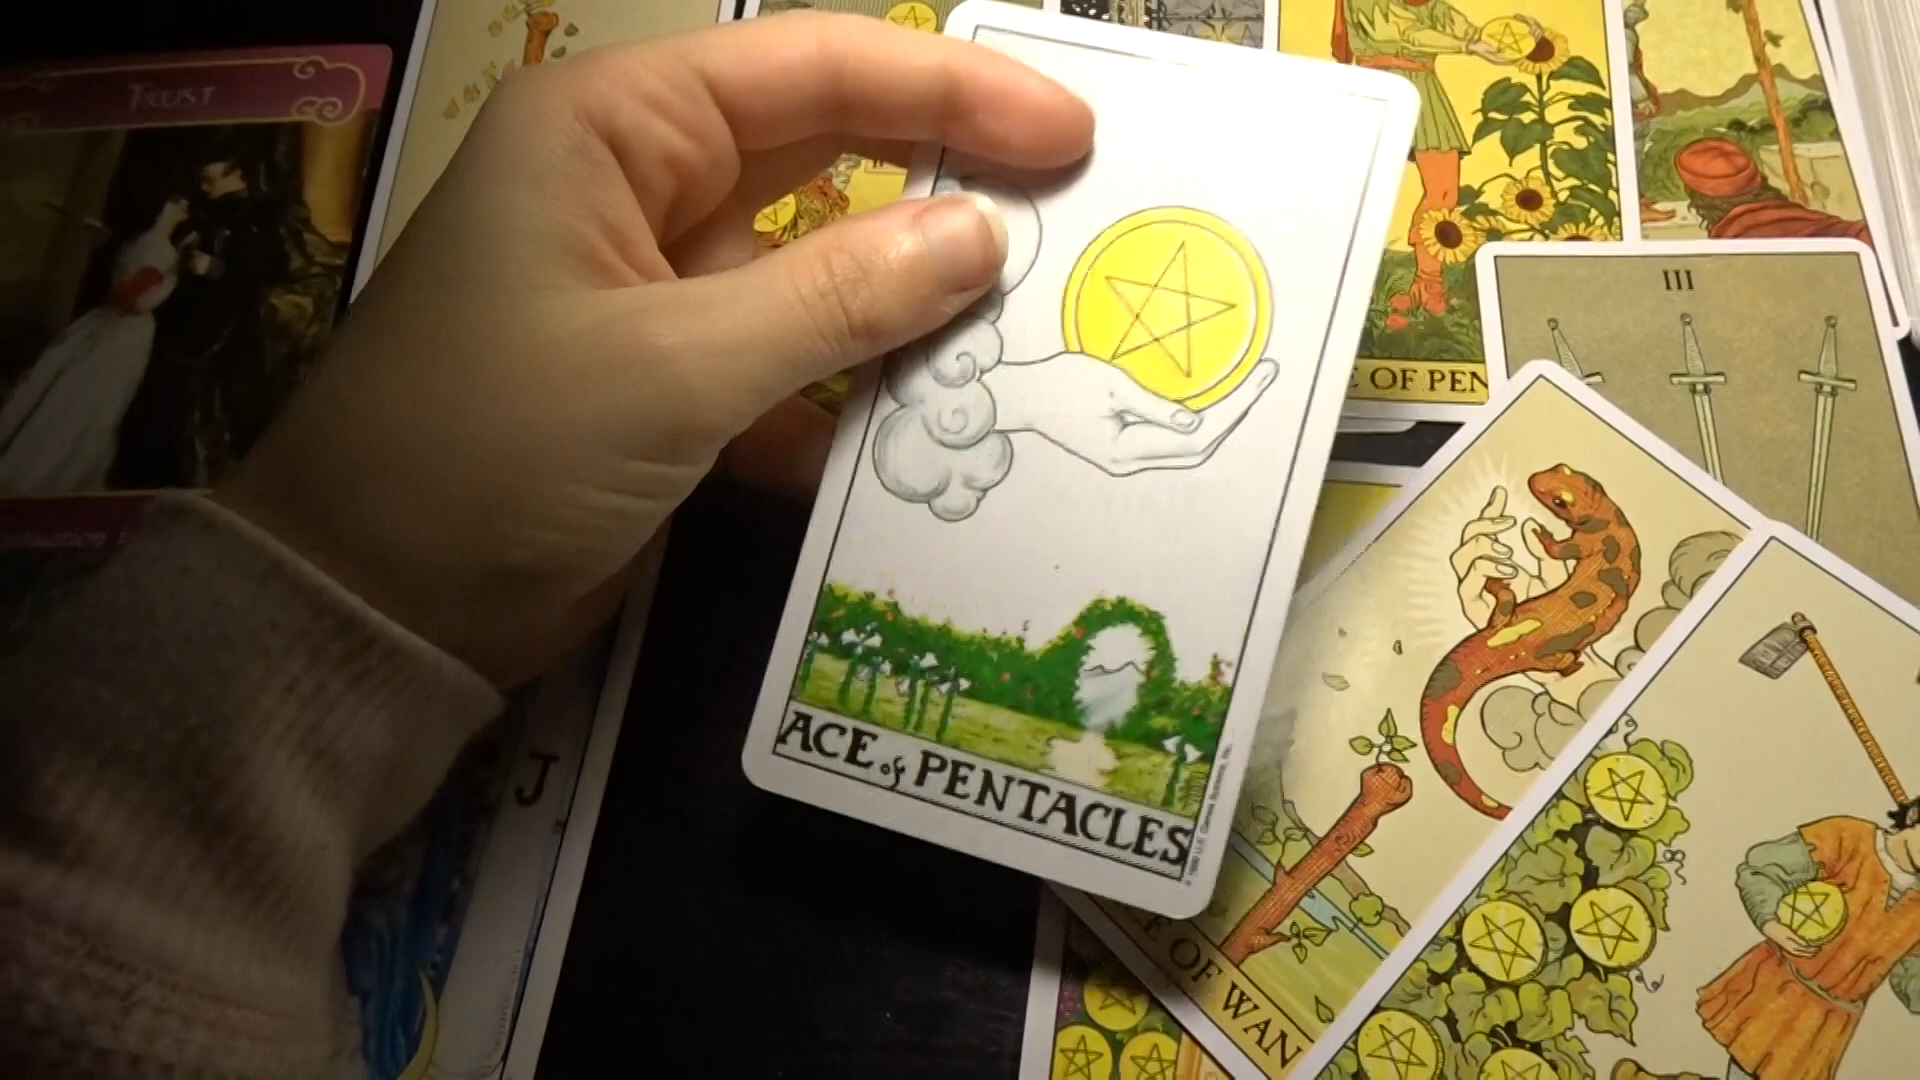 TRUST
III
E OF PEN
ACE of PENTACLES
J
E OF WAN